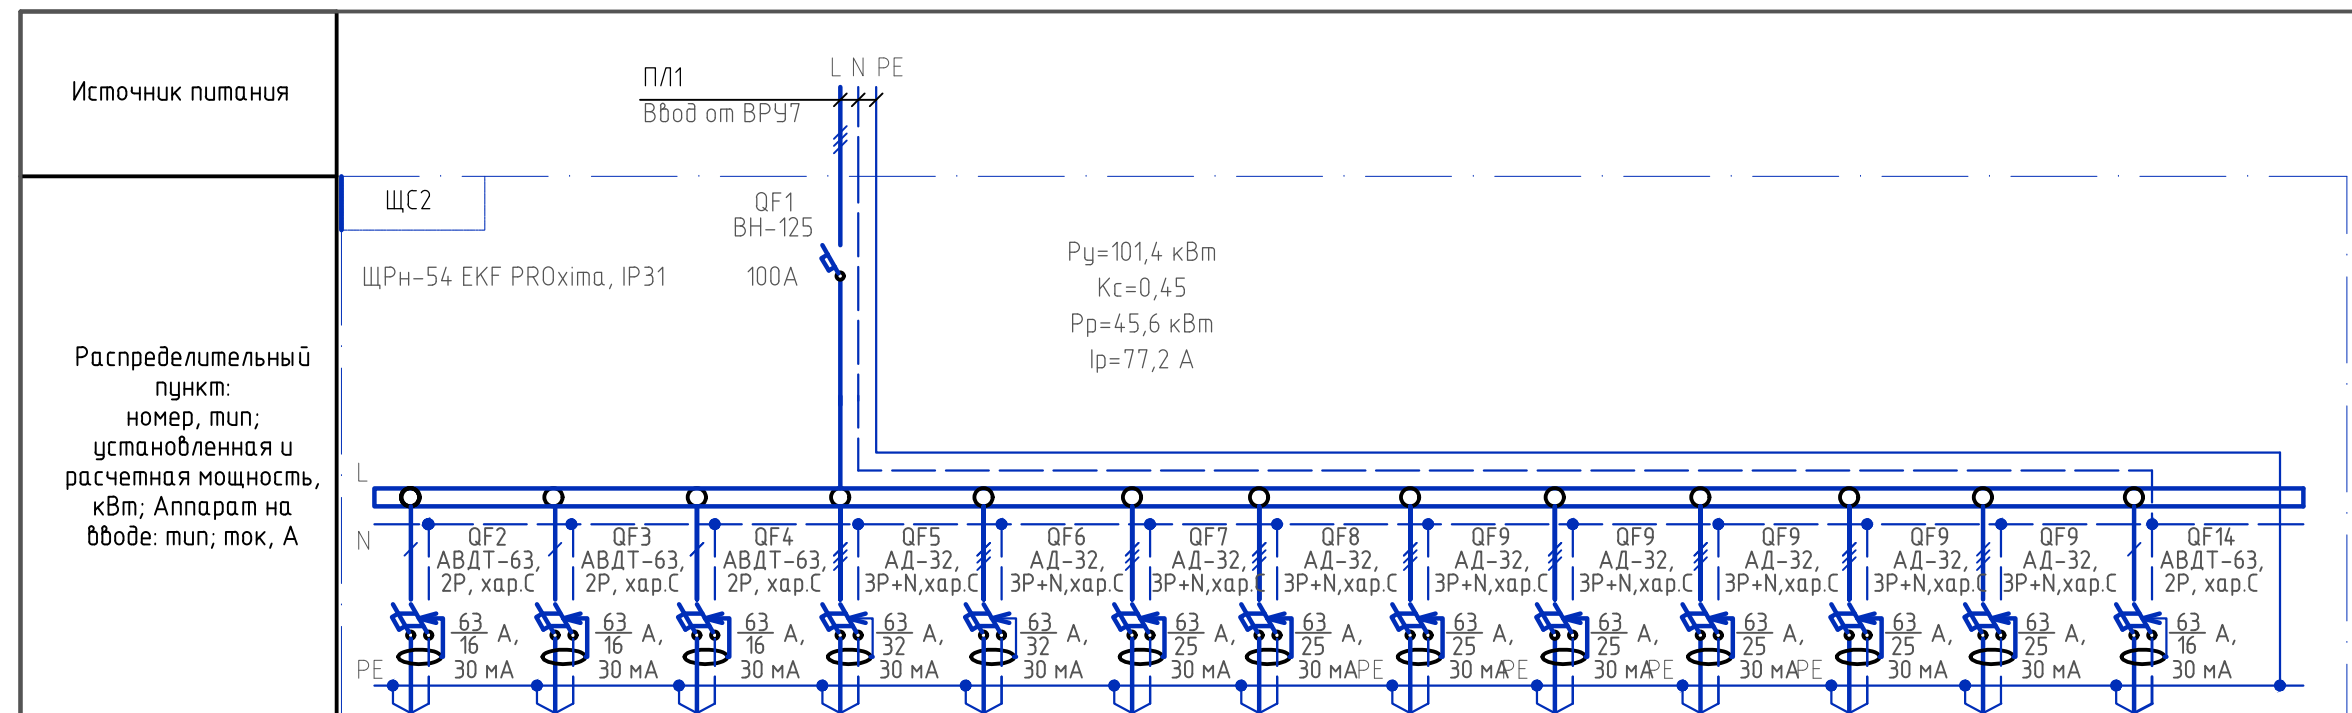 Источник питания
ПЛ1
L N PE
Ввод от ВРУ7
ЩС2
QF1
ВН-125
ЩРн-54 EKF PROxima, IP31
100А
Ру=101,4 кВт
Кс=0,45
Рр=45,6 кВт
Iр=77,2 А
Распределительный
пункт:
номер, тип;
установленная и
расчетная мощность,
кВт; Аппарат на
вводе: тип; ток, А
L
N
PE
QF2
АВДТ-63,
2Р, хар.С
63
16 А,
30 мА
QF3
АВДТ-63,
2Р, хар.С
63
16 А,
30 мА
QF4
АВДТ-63,
2Р, хар.С
63
16 А,
30 мА
QF5
АД-32,
3Р+N,хар.С
63
32 А,
30 мА
QF6
АД-32,
3Р+N,хар.С
63
32 А,
30 мА
QF7
АД-32,
3Р+N,хар.С
63
25 А,
30 мА
QF8
АД-32,
3Р+N,хар.С
63
25 А,
30 мА
PE
QF9
АД-32,
3Р+N,хар.С
63
25 А,
30 мА
PE
QF9
АД-32,
3Р+N,хар.С
63
25 А,
30 мА
PE
QF9
АД-32,
3Р+N,хар.С
63
25 А,
30 мА
PE
QF9
АД-32,
3Р+N,хар.С
63
25 А,
30 мА
QF9
АД-32,
3Р+N,хар.С
63
25 А,
30 мА
QF14
АВДТ-63,
2Р, хар.С
63
16 А,
30 мА